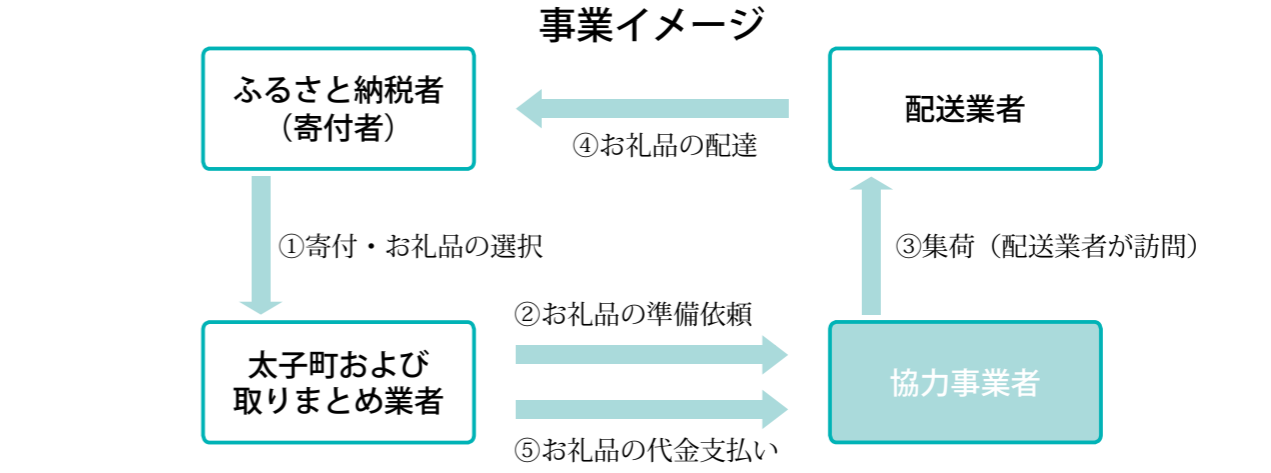 事業イメージ
ふるさと納税者
（寄付者）
配送業者
④お礼品の配達
①寄付・お礼品の選択
③集荷（配送業者が訪問）
②お礼品の準備依頼
太子町および
取りまとめ業者
協力事業者
⑤お礼品の代金支払い